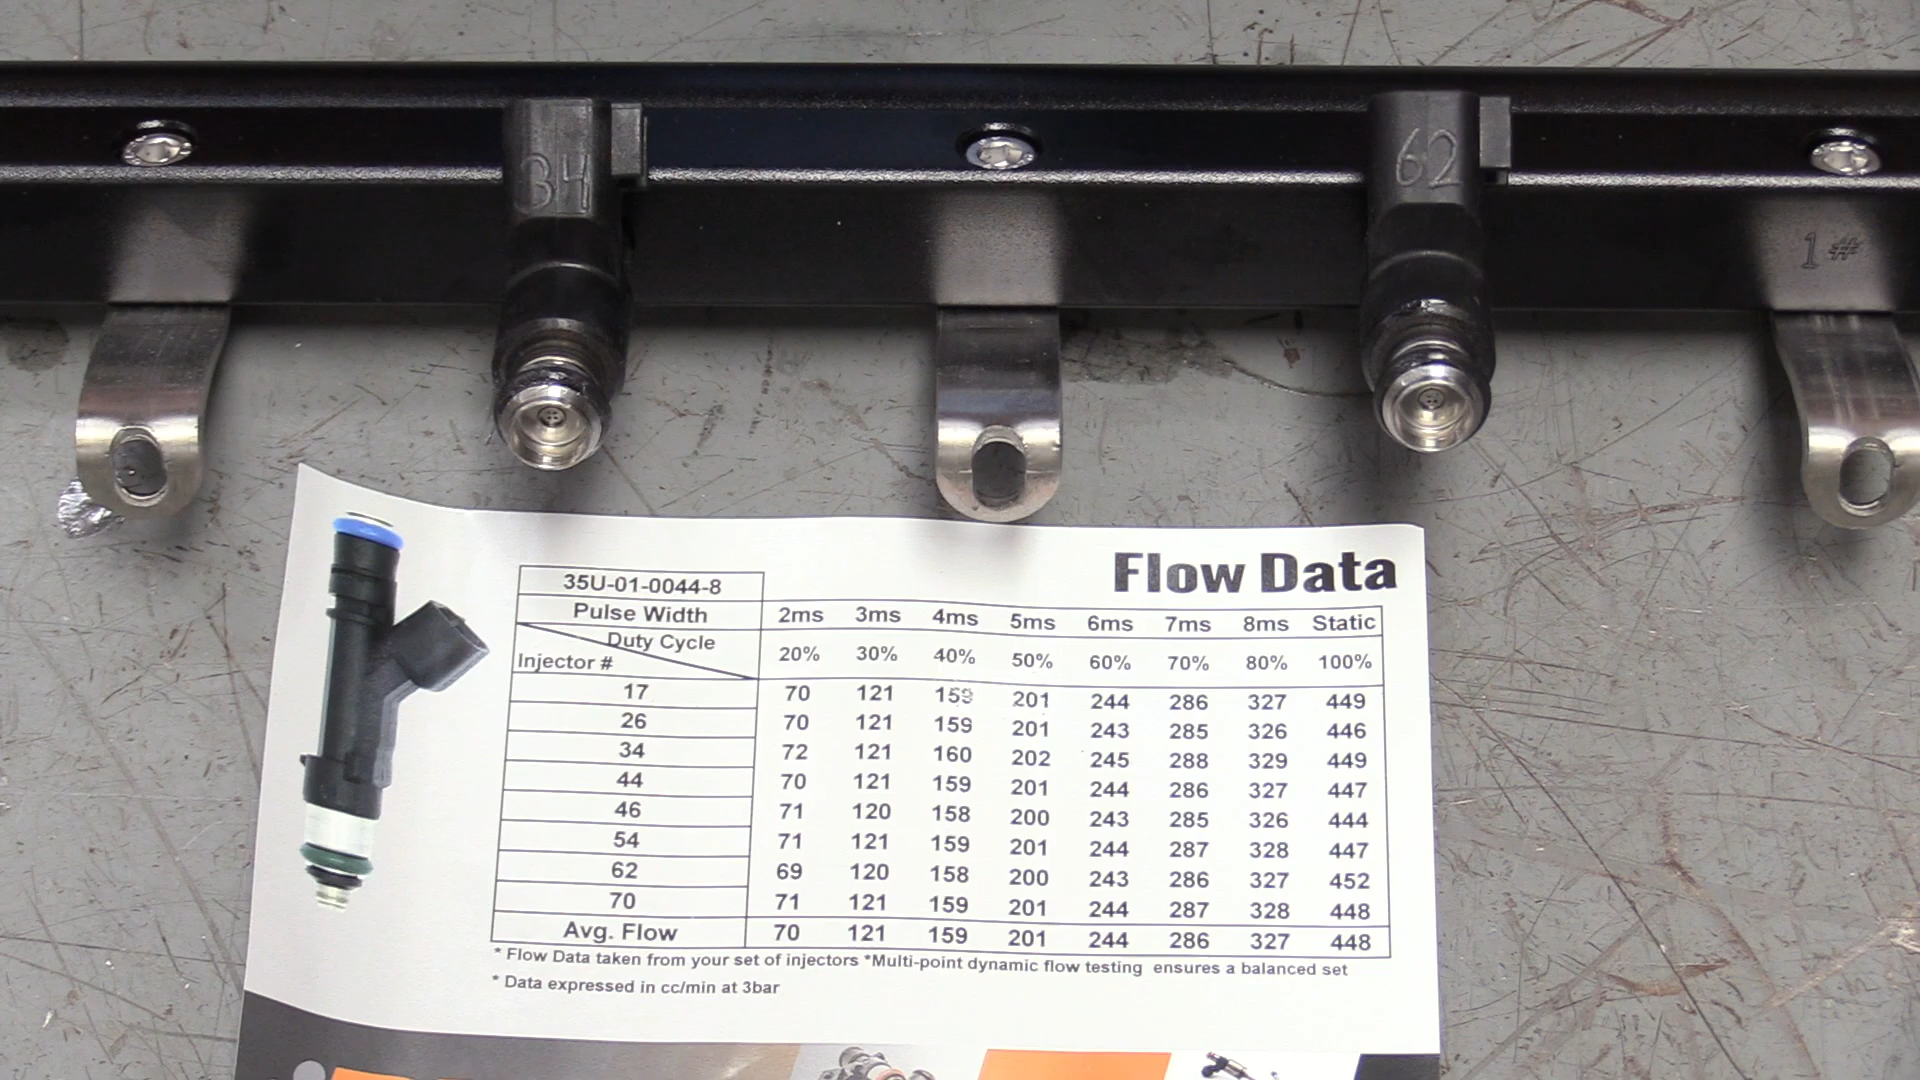 34
62
1#
Flow Data
35U-01-0044-8
Pulse Width 2ms 3ms 4ms 5ms 6ms 7ms 8ms Static
Duty Cycle 20% 30% 40% 50% 60% 70% 80% 100%
Injector #
17 70 121 159 201 244 286 327 449
26 70 121 159 201 243 285 326 446
34 72 121 160 202 245 288 329 449
44 70 121 159 201 244 286 327 447
46 71 120 158 200 243 285 326 444
54 71 121 159 201 244 287 328 447
62 69 120 158 200 243 286 327 452
70 71 121 159 201 244 287 328 448
Avg. Flow 70 121 159 201 244 286 327 448
* Flow Data taken from your set of injectors *Multi-point dynamic flow testing ensures a balanced set
* Data expressed in cc/min at 3bar